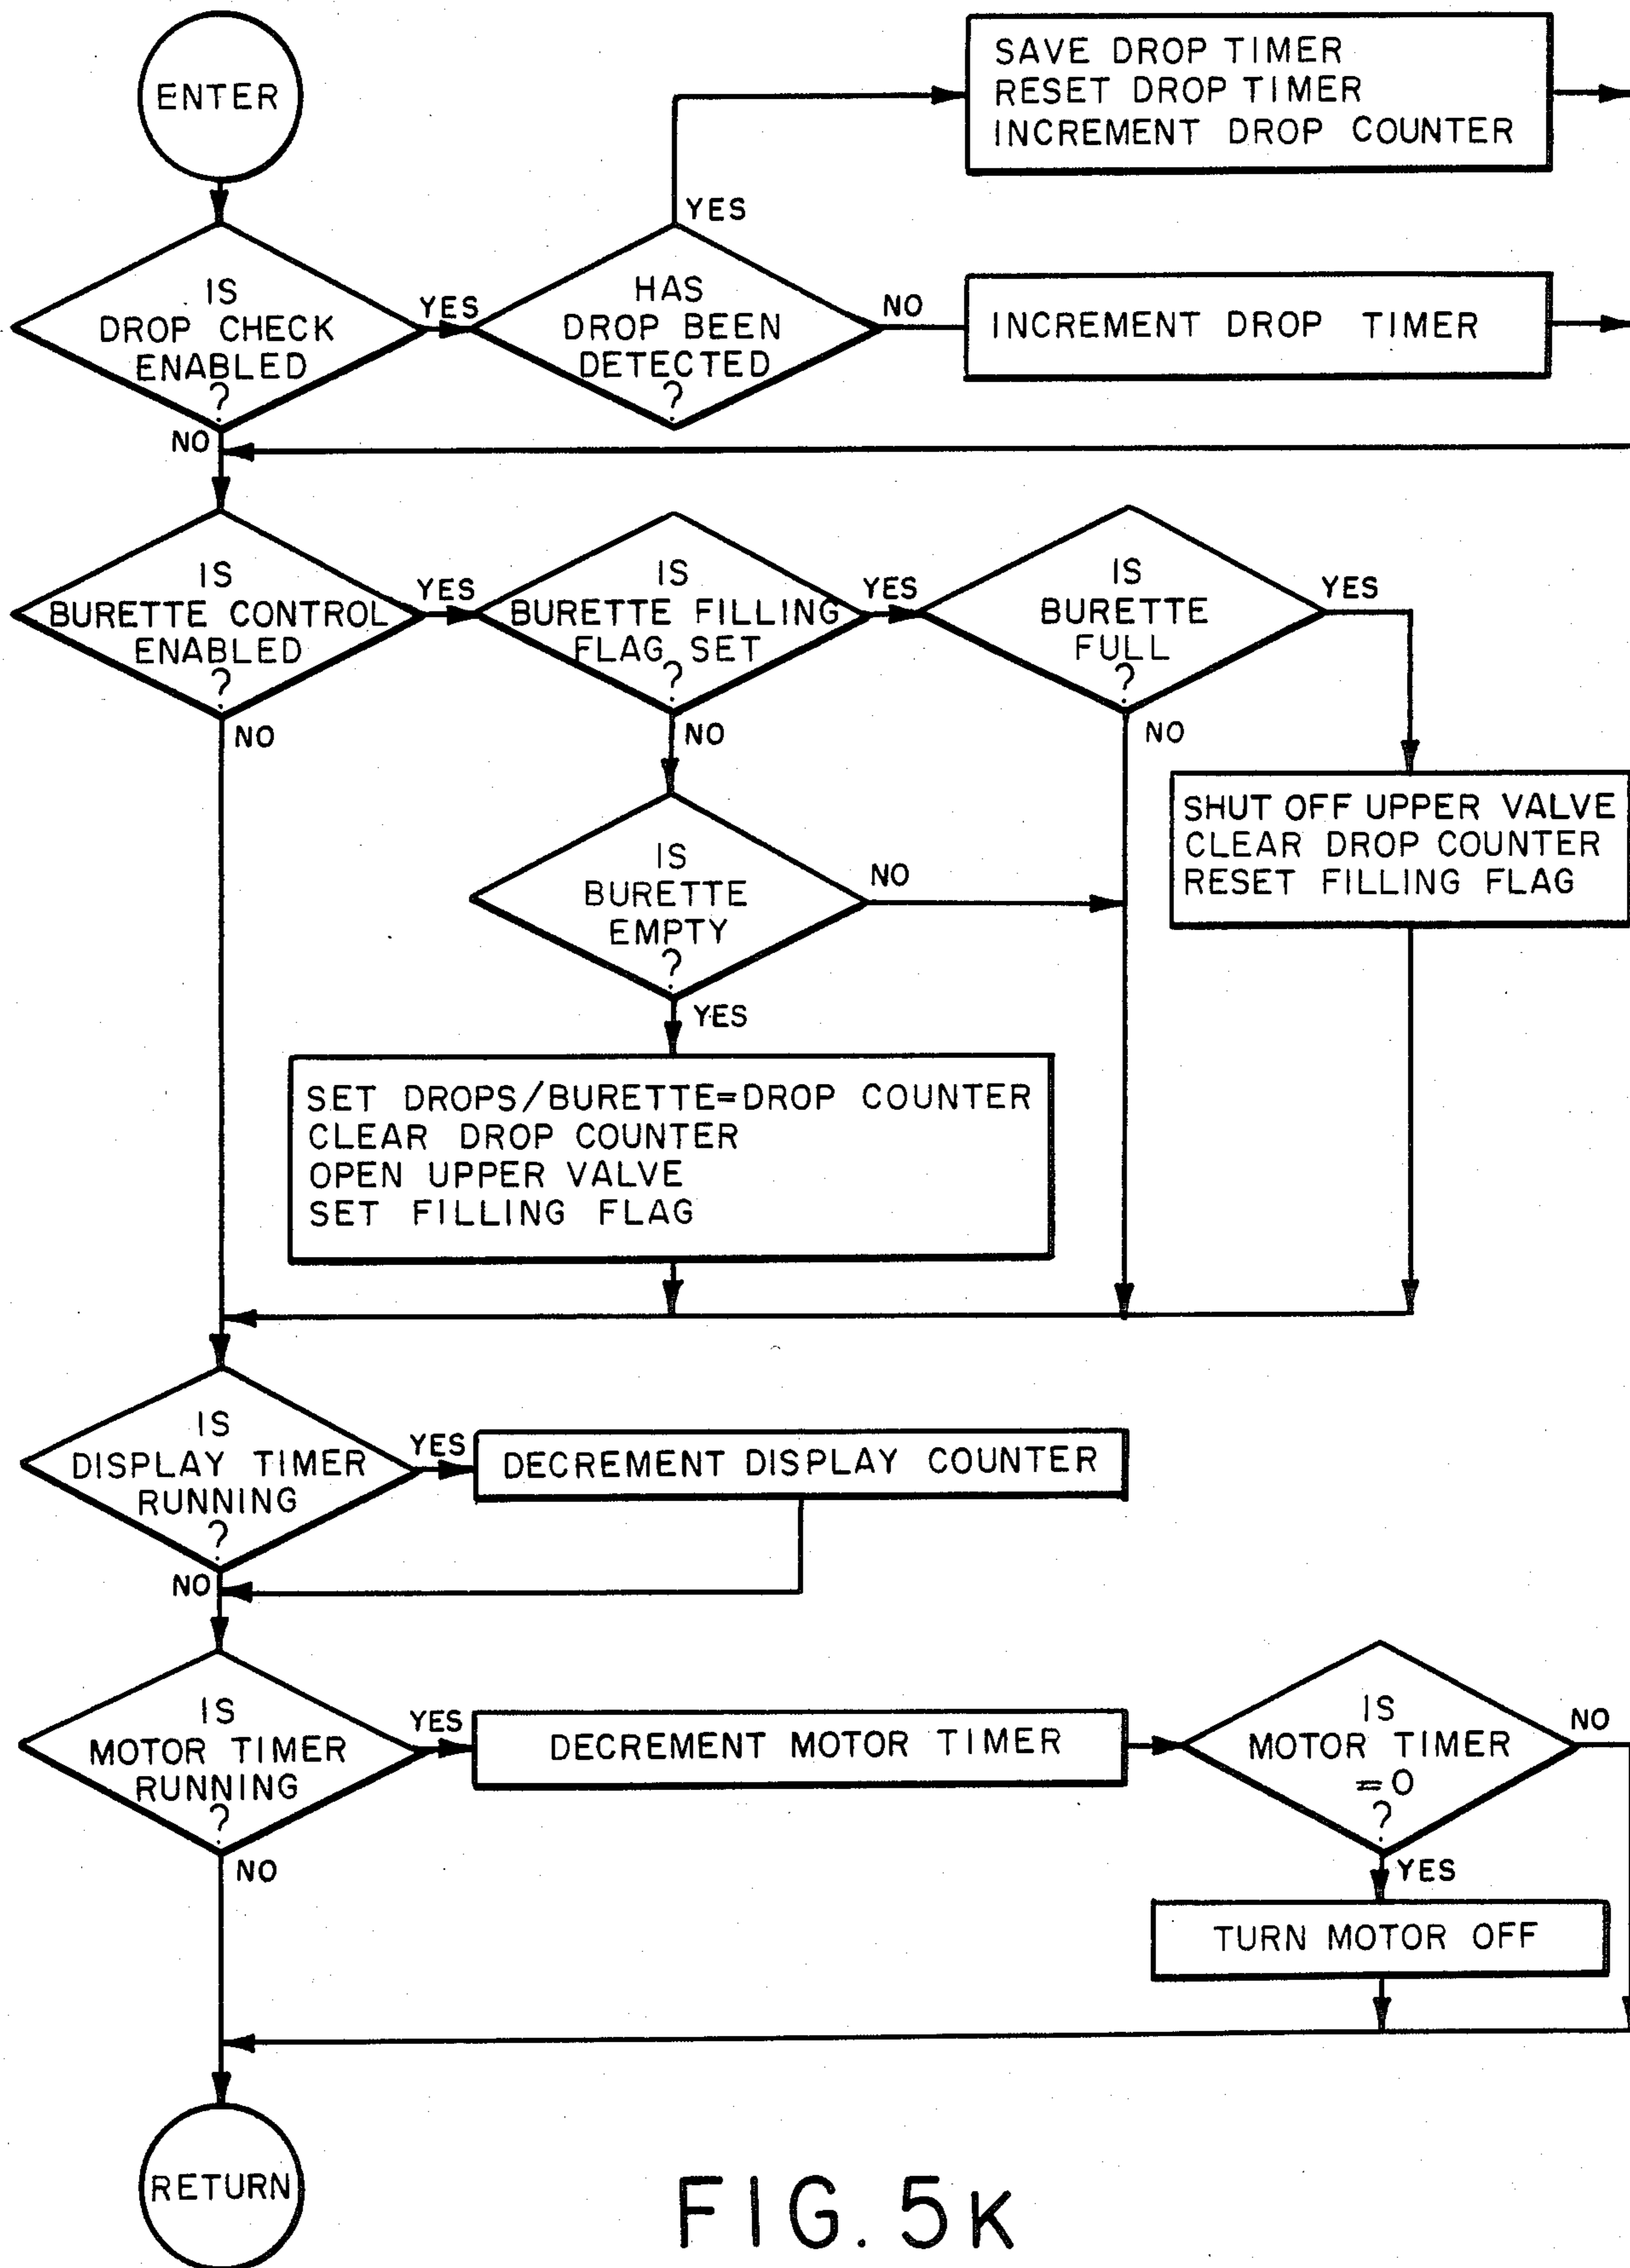 ENTER
SAVE DROP TIMER
RESET DROP TIMER
INCREMENT DROP COUNTER
YES
IS
DROP CHECK
ENABLED
?
YES
HAS
DROP BEEN
DETECTED
?
NO
INCREMENT DROP TIMER
NO
IS
BURETTE CONTROL
ENABLED
?
YES
IS
BURETTE FILLING
FLAG SET
?
YES
IS
BURETTE
FULL
?
YES
NO
NO
NO
SHUT OFF UPPER VALVE
CLEAR DROP COUNTER
RESET FILLING FLAG
IS
BURETTE
EMPTY
?
NO
YES
SET DROPS/BURETTE=DROP COUNTER
CLEAR DROP COUNTER
OPEN UPPER VALVE
SET FILLING FLAG
IS
DISPLAY TIMER
RUNNING
?
YES
DECREMENT DISPLAY COUNTER
NO
IS
MOTOR TIMER
RUNNING
?
YES
DECREMENT MOTOR TIMER
IS
MOTOR TIMER
=0
?
NO
NO
YES
TURN MOTOR OFF
RETURN
FIG. 5K